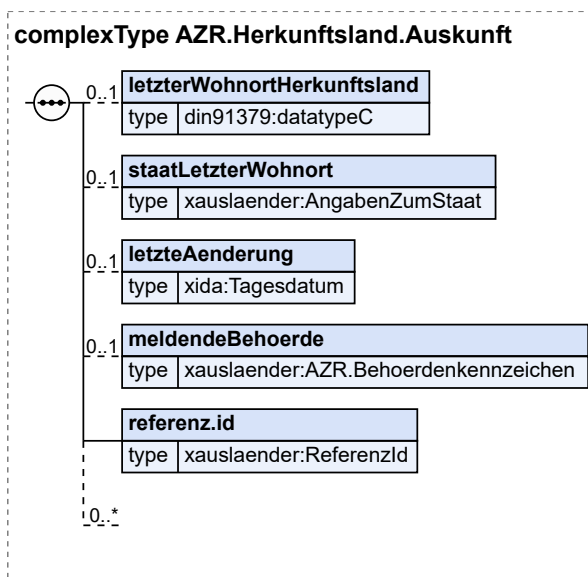 complexType AZR.Herkunftsland.Auskunft
0..1 letzterWohnortHerkunftsland
type din91379:datatypeC
0..1 staatLetzterWohnort
type xauslaender:AngabenZumStaat
0..1 letzteAenderung
type xida:Tagesdatum
0..1 meldendeBehoerde
type xauslaender:AZR.Behoerdenkennzeichen
referenz.id
type xauslaender:ReferenzId
0..*